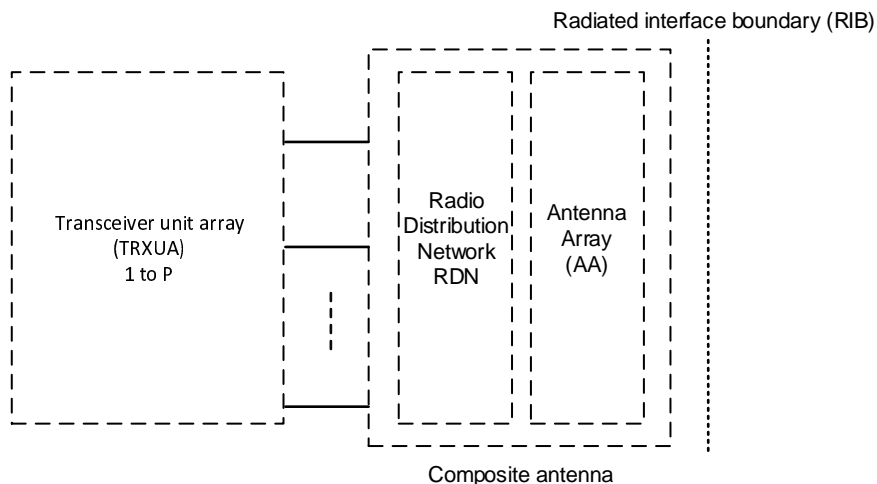 Radiated interface boundary (RIB)
Transceiver unit array
(TRXUA)
1 to P
Radio
Distribution
Network
RDN
Antenna
Array
(AA)
Composite antenna